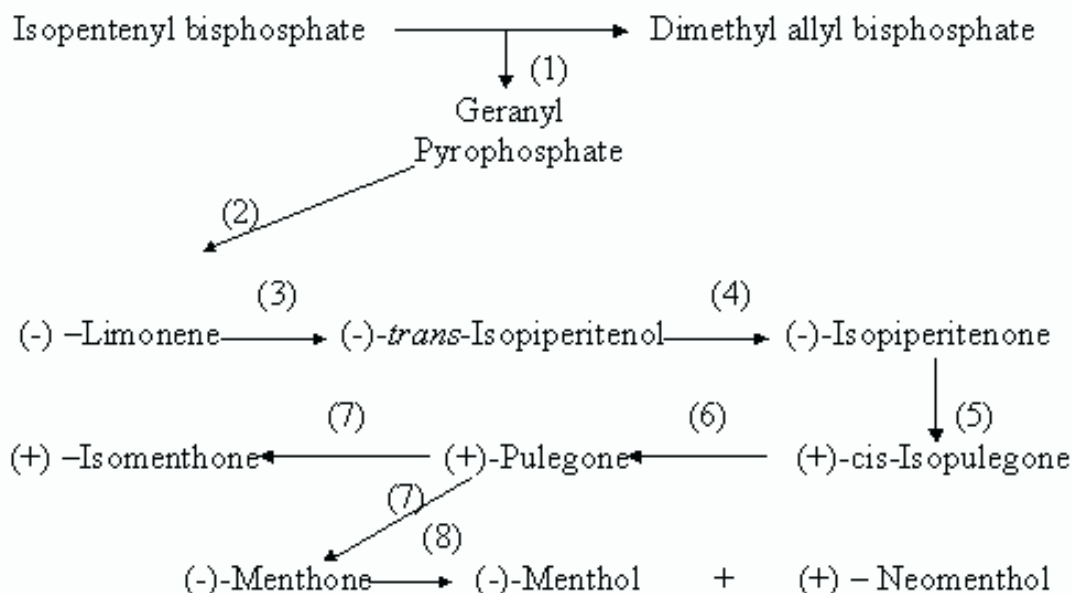 Isopentenyl bisphosphate Dimethyl allyl bisphosphate
(1)
Geranyl
Pyrophosphate
(2)
(3) (4)
(-) –Limonene (-)-trans-Isopiperitenol (-)-Isopiperitenone
(7) (6) (5)
(+) –Isomenthone (+)-Pulegone (+)-cis-Isopulegone
(7)
(8)
(-)-Menthone (-)-Menthol + (+) – Neomenthol